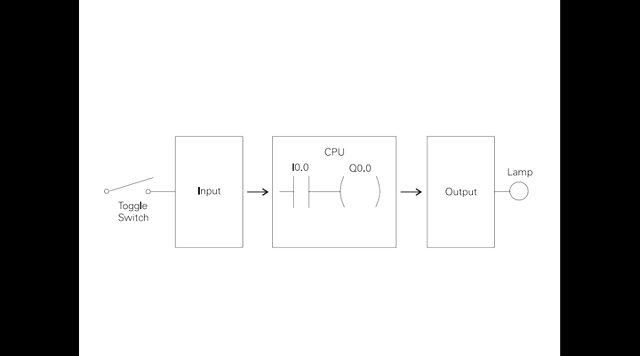 CPU
I0.0
Q0.0
Input
Output
Lamp
Toggle
Switch